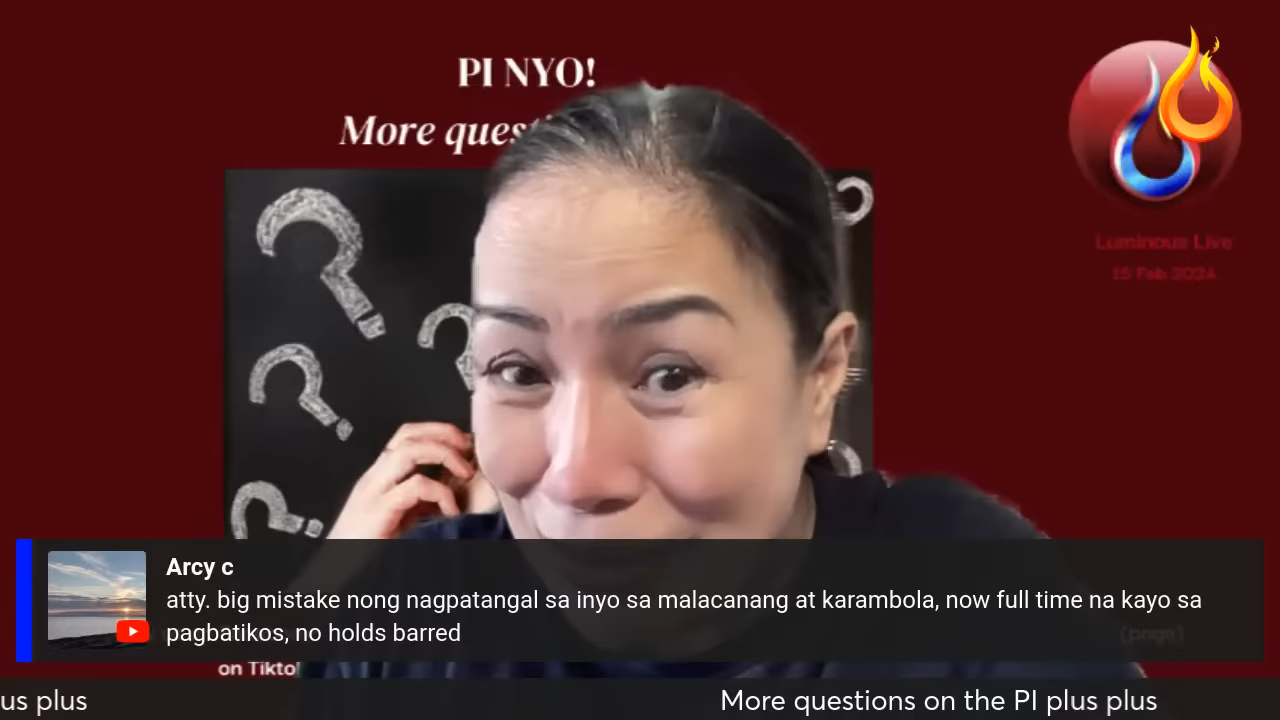 PI NYO!
More quest
Luminous Live
15 Feb 2024
Arcy c
atty. big mistake nong nagpatangal sa inyo sa malacanang at karambola, now full time na kayo sa
pagbatikos, no holds barred
(page)
on Tikto
us plus
More questions on the PI plus plus